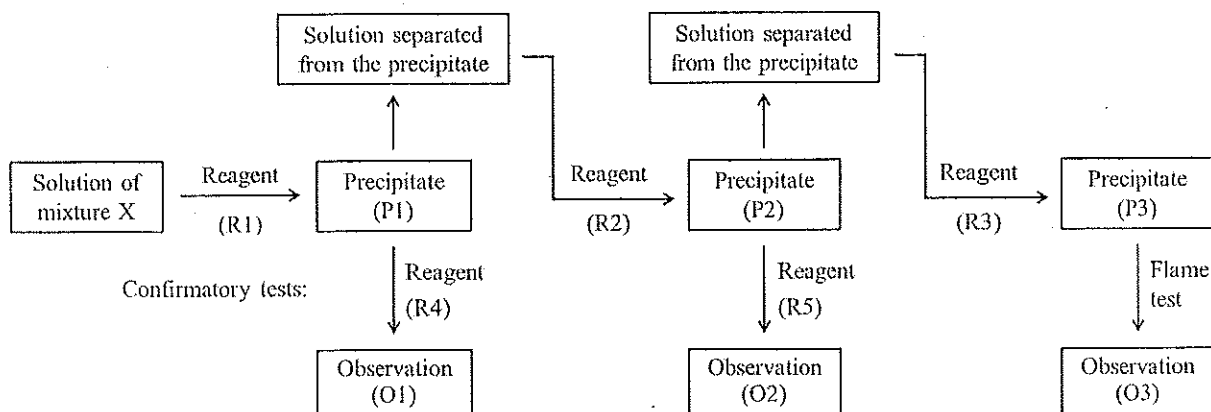 Solution separated
from the precipitate
Solution separated
from the precipitate
Solution of
mixture X
Reagent
(R1)
Precipitate
(P1)
Reagent
(R2)
Precipitate
(P2)
Reagent
(R3)
Precipitate
(P3)
Confirmatory tests:
Reagent
(R4)
Reagent
(R5)
Flame
test
Observation
(O1)
Observation
(O2)
Observation
(O3)